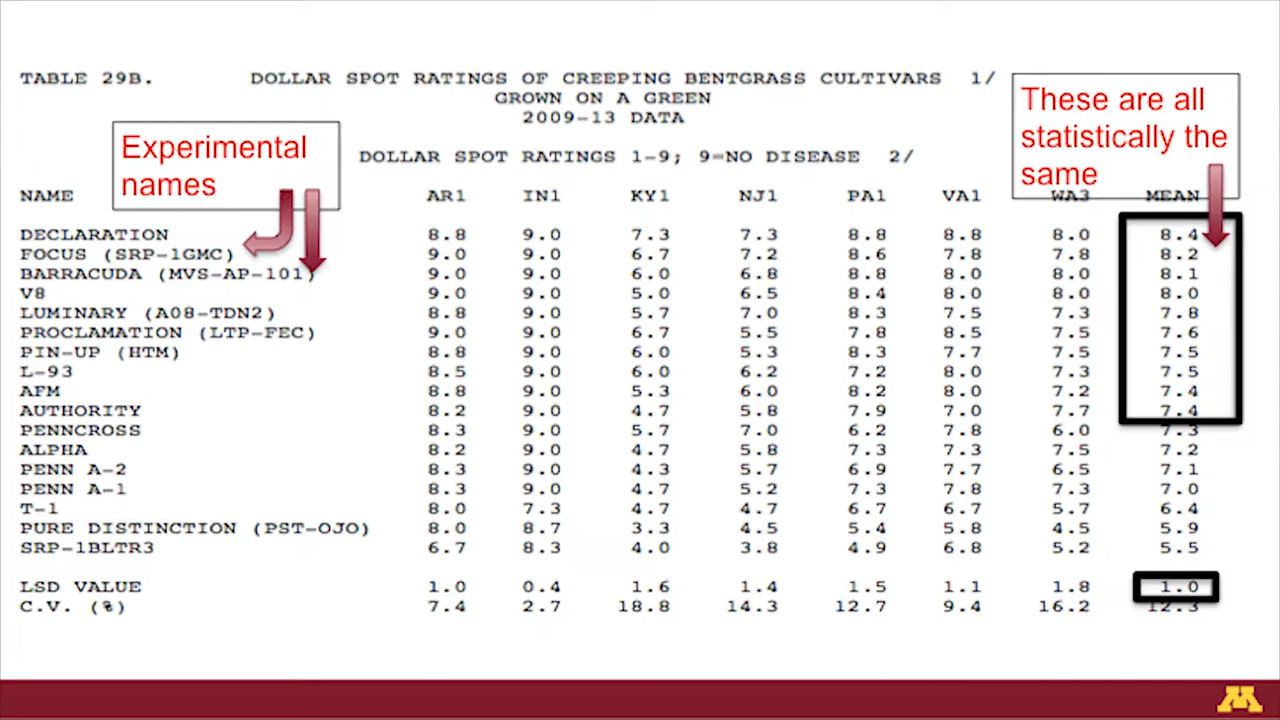 TABLE 29B. DOLLAR SPOT RATINGS OF CREEPING BENTGRASS CULTIVARS 1/
GROWN ON A GREEN
2009-13 DATA
These are all
statistically the
same
Experimental
names
DOLLAR SPOT RATINGS 1-9; 9=NO DISEASE 2/
NAME AR1 IN1 KY1 NJ1 PA1 VA1 WA3 MEAN
DECLARATION 8.8 9.0 7.3 7.3 8.8 8.8 8.0 8.4
FOCUS (SRP-1GMC) 9.0 9.0 6.7 7.2 8.6 7.8 7.8 8.2
BARRACUDA (MVS-AP-101) 9.0 9.0 6.0 6.8 8.8 8.8 8.0 8.1
V8 9.0 9.0 5.0 6.5 8.4 8.0 8.0 8.0
LUMINARY (A08-TDN2) 8.8 9.0 5.7 7.0 8.3 7.5 7.3 7.8
PROCLAMATION (LTP-FEC) 9.0 9.0 6.7 5.5 7.8 8.5 7.5 7.6
PIN-UP (HTM) 8.8 9.0 6.0 5.3 8.3 7.7 7.5 7.5
L-93 8.5 9.0 6.0 6.2 7.2 8.0 7.3 7.5
AFM 8.8 9.0 5.3 6.0 8.2 8.0 7.2 7.4
AUTHORITY 8.2 9.0 4.7 5.8 7.9 7.0 7.7 7.4
PENNCROSS 8.3 9.0 5.7 7.0 6.2 7.8 6.0 7.3
ALPHA 8.2 9.0 4.7 5.8 7.3 7.3 7.5 7.2
PENN A-2 8.3 9.0 4.3 5.7 6.9 7.7 6.5 7.1
PENN A-1 8.3 9.0 4.7 5.2 7.3 7.8 7.3 7.0
T-1 8.0 7.3 4.7 4.7 6.7 6.7 5.7 6.4
PURE DISTINCTION (PST-OJO) 8.0 8.7 3.3 4.5 5.4 5.8 4.5 5.9
SRP-1BLTR3 6.7 8.3 4.0 3.8 4.9 6.8 5.2 5.5
LSD VALUE 1.0 0.4 1.6 1.4 1.5 1.1 1.8 1.0
C.V. (%) 7.4 2.7 18.8 14.3 12.7 9.4 16.2 12.3
M